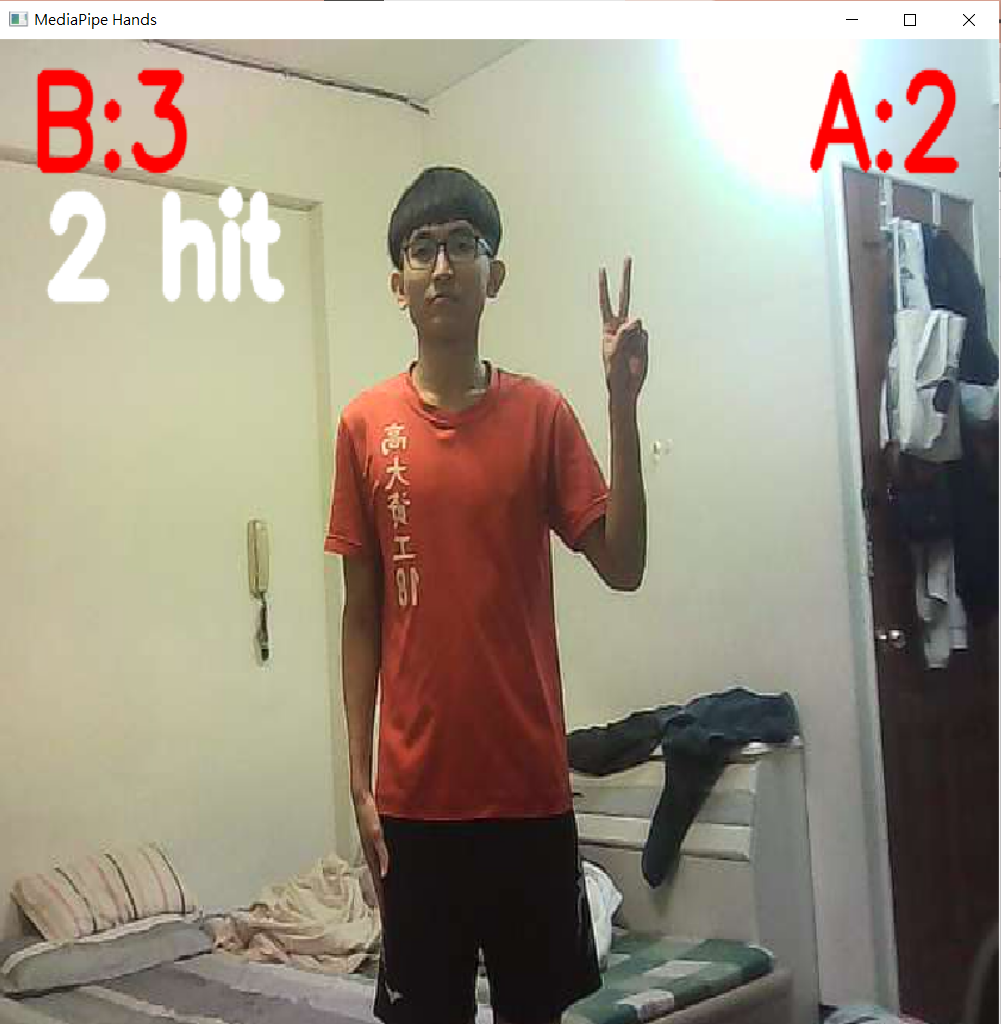 MediaPipe Hands
B:3
A:2
2 hit
高
大
資
工
18